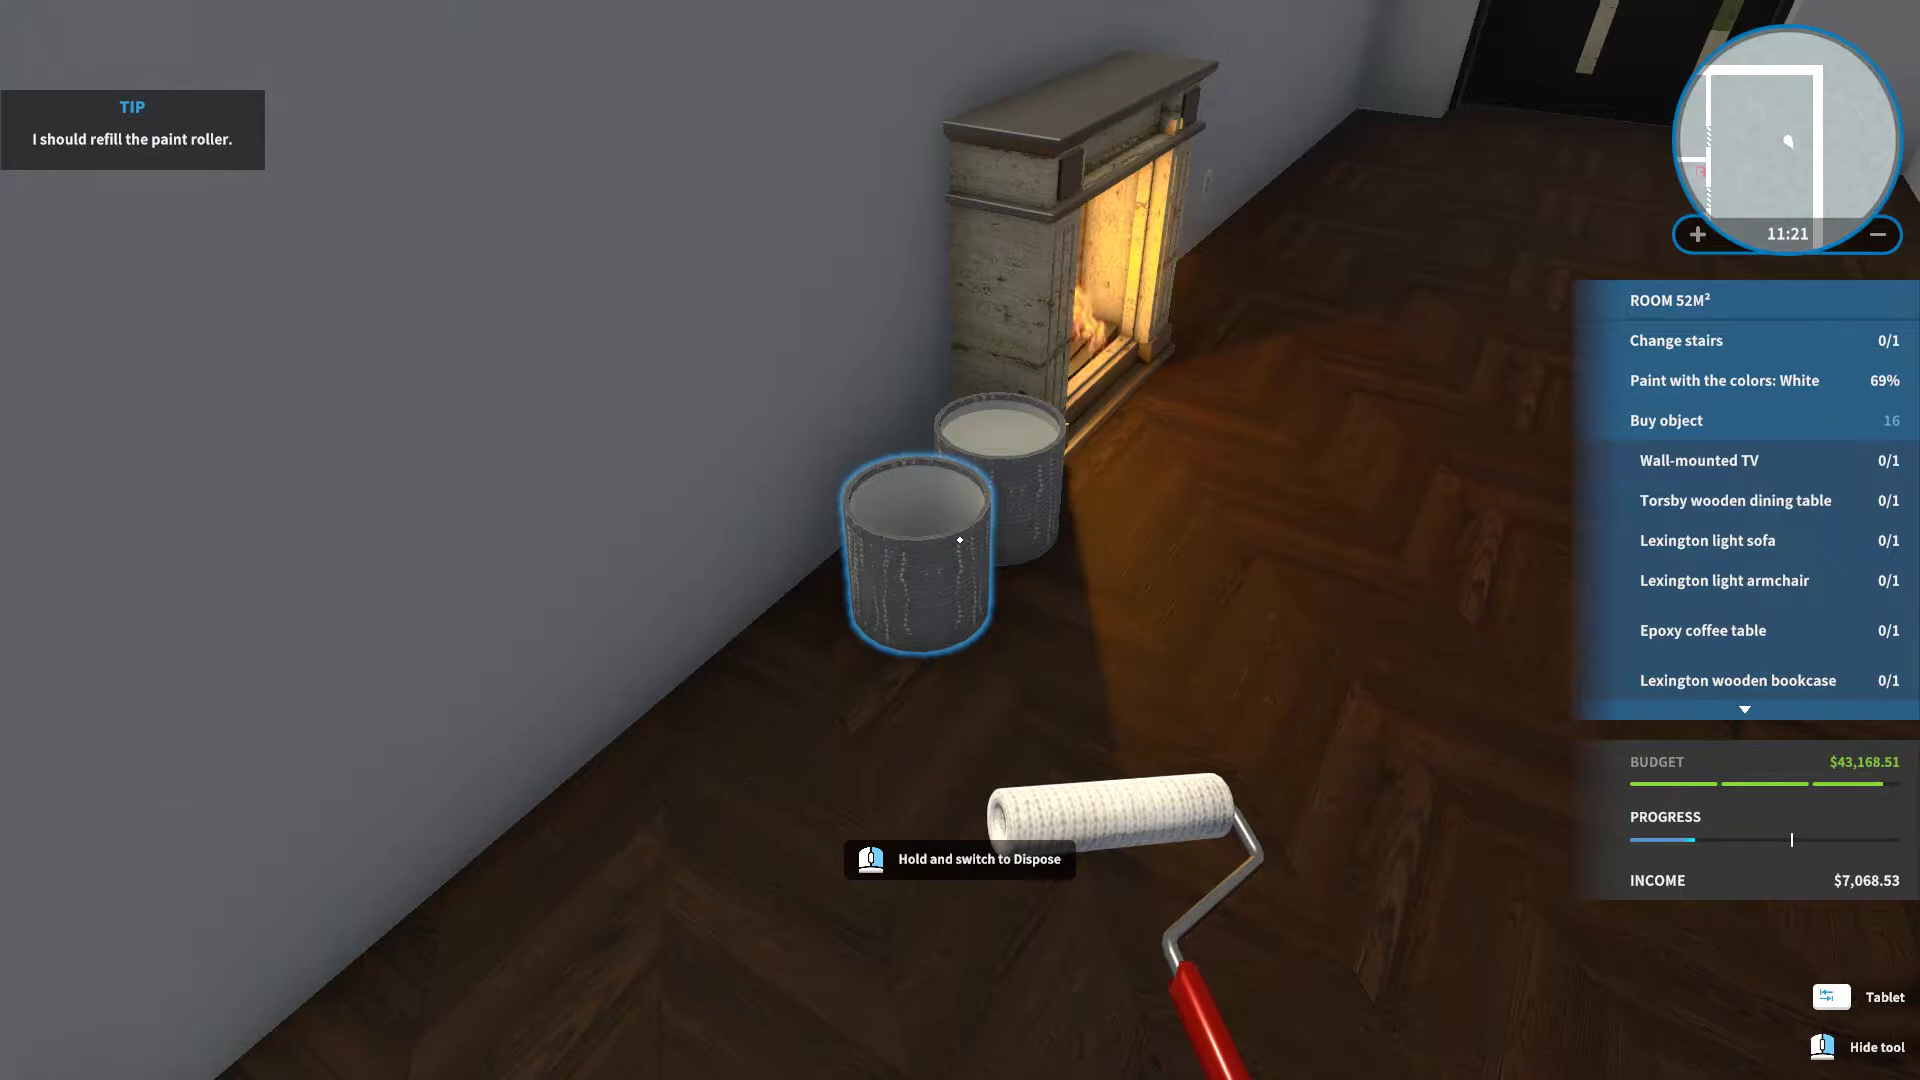 TIP
I should refill the paint roller.
11:21
ROOM 52M²
Change stairs 0/1
Paint with the colors: White 69%
Buy object 16
Wall-mounted TV 0/1
Torsby wooden dining table 0/1
Lexington light sofa 0/1
Lexington light armchair 0/1
Epoxy coffee table 0/1
Lexington wooden bookcase 0/1
BUDGET $43,168.51
PROGRESS
INCOME $7,068.53
Hold and switch to Dispose
Tablet
Hide tool